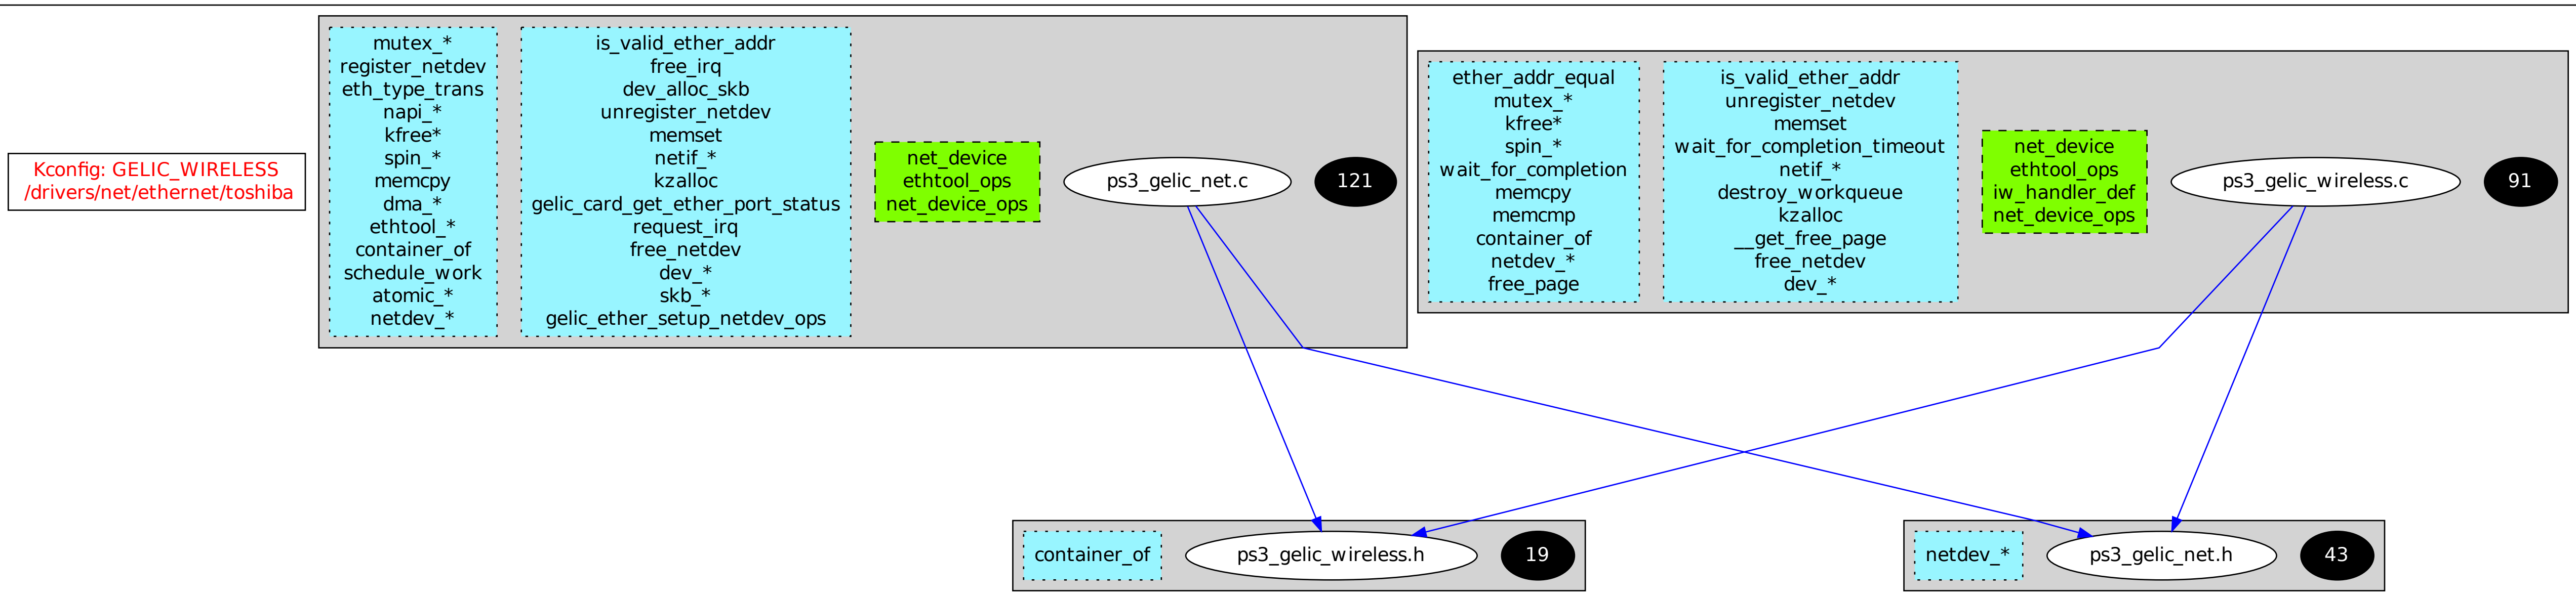 Kconfig: GELIC_WIRELESS
/drivers/net/ethernet/toshiba
mutex_*
register_netdev
eth_type_trans
napi_*
kfree*
spin_*
memcpy
dma_*
ethtool_*
container_of
schedule_work
atomic_*
netdev_*
is_valid_ether_addr
free_irq
dev_alloc_skb
unregister_netdev
memset
netif_*
kzalloc
gelic_card_get_ether_port_status
request_irq
free_netdev
dev_*
skb_*
gelic_ether_setup_netdev_ops
net_device
ethtool_ops
net_device_ops
ps3_gelic_net.c
121
ether_addr_equal
mutex_*
kfree*
spin_*
wait_for_completion
memcpy
memcmp
container_of
netdev_*
free_page
is_valid_ether_addr
unregister_netdev
memset
wait_for_completion_timeout
netif_*
destroy_workqueue
kzalloc
__get_free_page
free_netdev
dev_*
net_device
ethtool_ops
iw_handler_def
net_device_ops
ps3_gelic_wireless.c
91
container_of
ps3_gelic_wireless.h
19
netdev_*
ps3_gelic_net.h
43